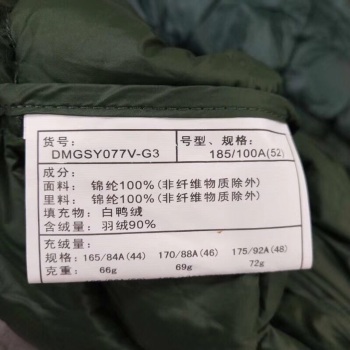 货号: 号型、规格:
DMGSY077V-G3 185/100A(52)
成分:
面料: 锦纶100%(非纤维物质除外)
里料: 锦纶100%(非纤维物质除外)
填充物: 白鸭绒
含绒量: 羽绒90%
充绒量:
规格: 165/84A(44) 170/88A(46) 175/92A(48)
克重: 66g 69g 72g